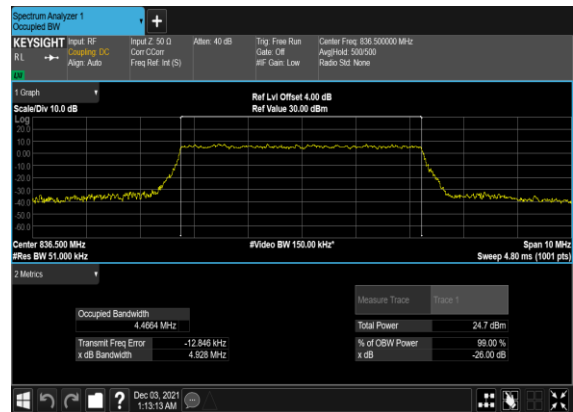 Spectrum Analyzer 1
Occupied BW
KEYSIGHT
RL
LW
Input: RF
Coupling: DC
Align: Auto
Input Z: 50 Ω
Corr CCorr
Freq Ref: Int (S)
Atten: 40 dB
Trig: Free Run
Gate: Off
#IF Gain: Low
Center Freq: 836.500000 MHz
Avg|Hold: 500/500
Radio Std: None
1 Graph
Scale/Div 10.0 dB
Ref Lvl Offset 4.00 dB
Ref Value 30.00 dBm
Log
20.0
10.0
0.00
-10.0
-20.0
-30.0
-40.0
-50.0
-60.0
Center 836.500 MHz
#Res BW 51.000 kHz
#Video BW 150.00 kHz*
Span 10 MHz
Sweep 4.80 ms (1001 pts)
2 Metrics
Occupied Bandwidth
4.4664 MHz
Transmit Freq Error -12.846 kHz
x dB Bandwidth 4.928 MHz
Measure Trace Trace 1
Total Power 24.7 dBm
% of OBW Power 99.00 %
x dB -26.00 dB
?
Dec 03, 2021
1:13:13 AM